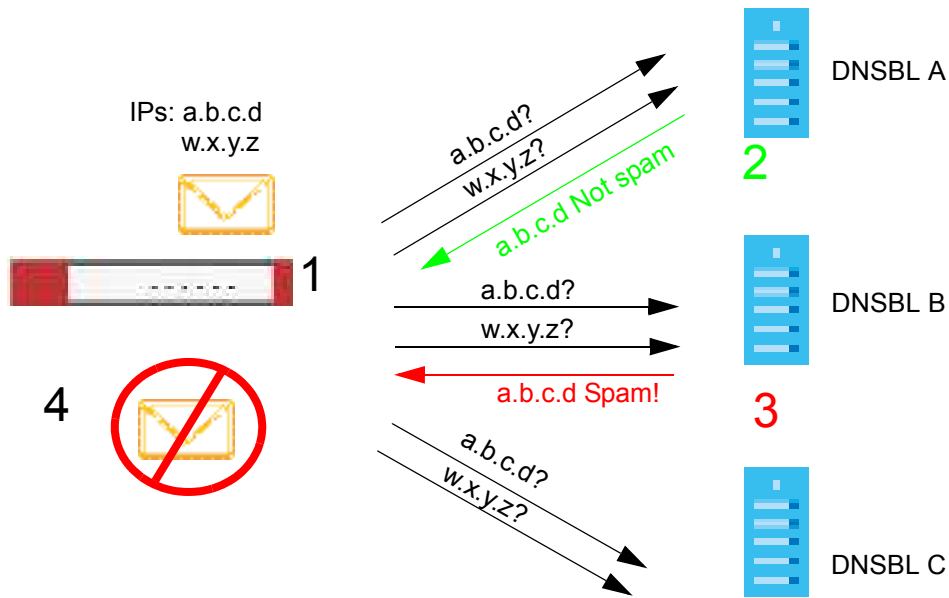 DNSBL A
IPs: a.b.c.d
w.x.y.z
a.b.c.d?
w.x.y.z?
a.b.c.d Not spam
2
1
DNSBL B
a.b.c.d?
w.x.y.z?
a.b.c.d Spam!
3
4
a.b.c.d?
w.x.y.z?
DNSBL C